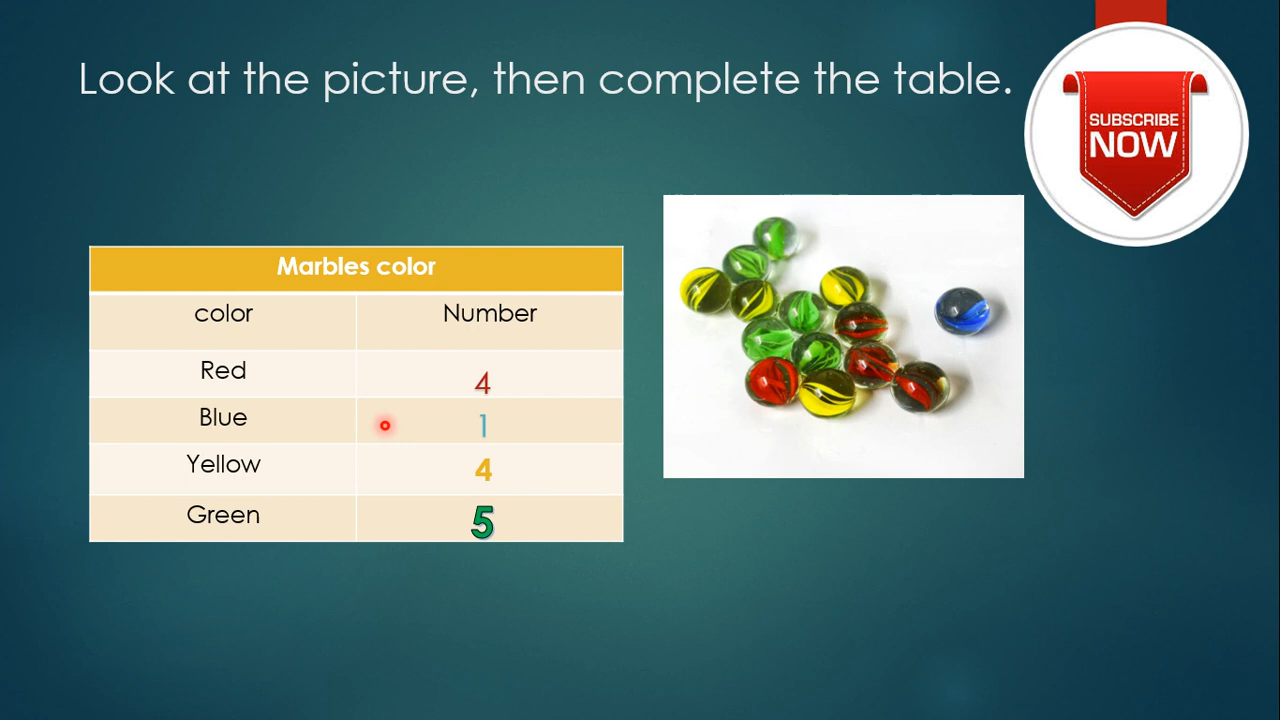 Look at the picture, then complete the table.
SUBSCRIBE
NOW
Marbles color
color Number
Red 4
Blue 1
Yellow 4
Green 5